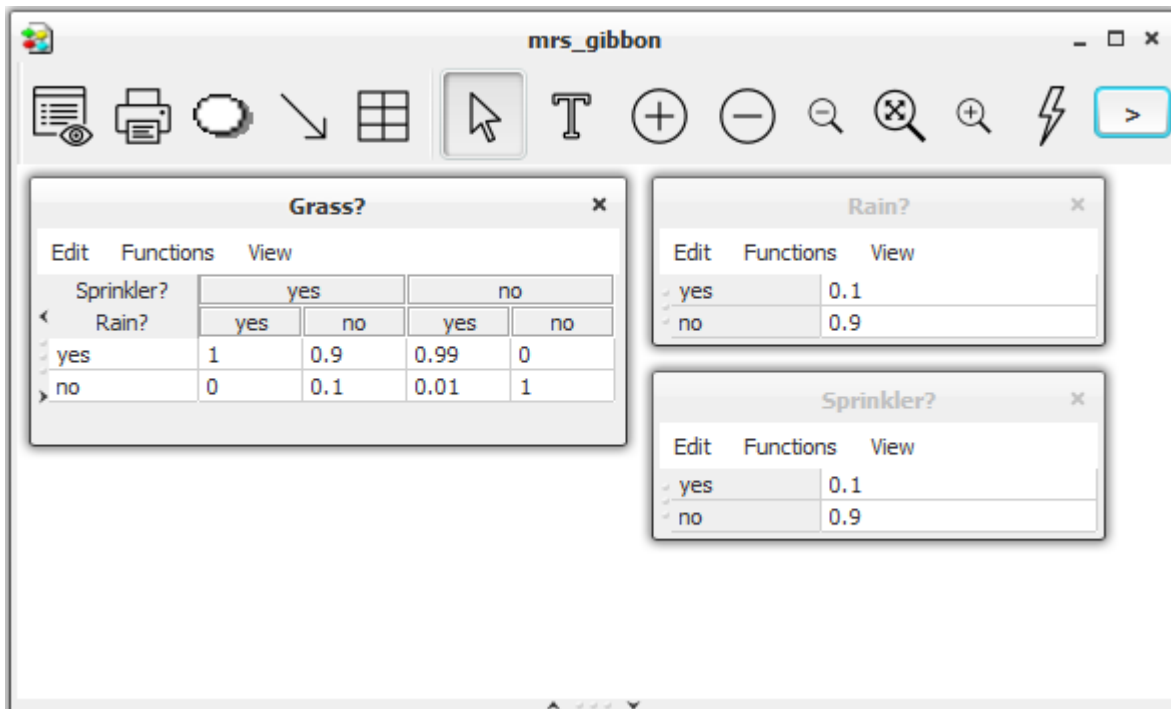 mrs_gibbon
T
>
Grass?
Edit Functions View
Sprinkler? yes no
Rain? yes no yes no
yes 1 0.9 0.99 0
no 0 0.1 0.01 1
Rain?
Edit Functions View
yes 0.1
no 0.9
Sprinkler?
Edit Functions View
yes 0.1
no 0.9